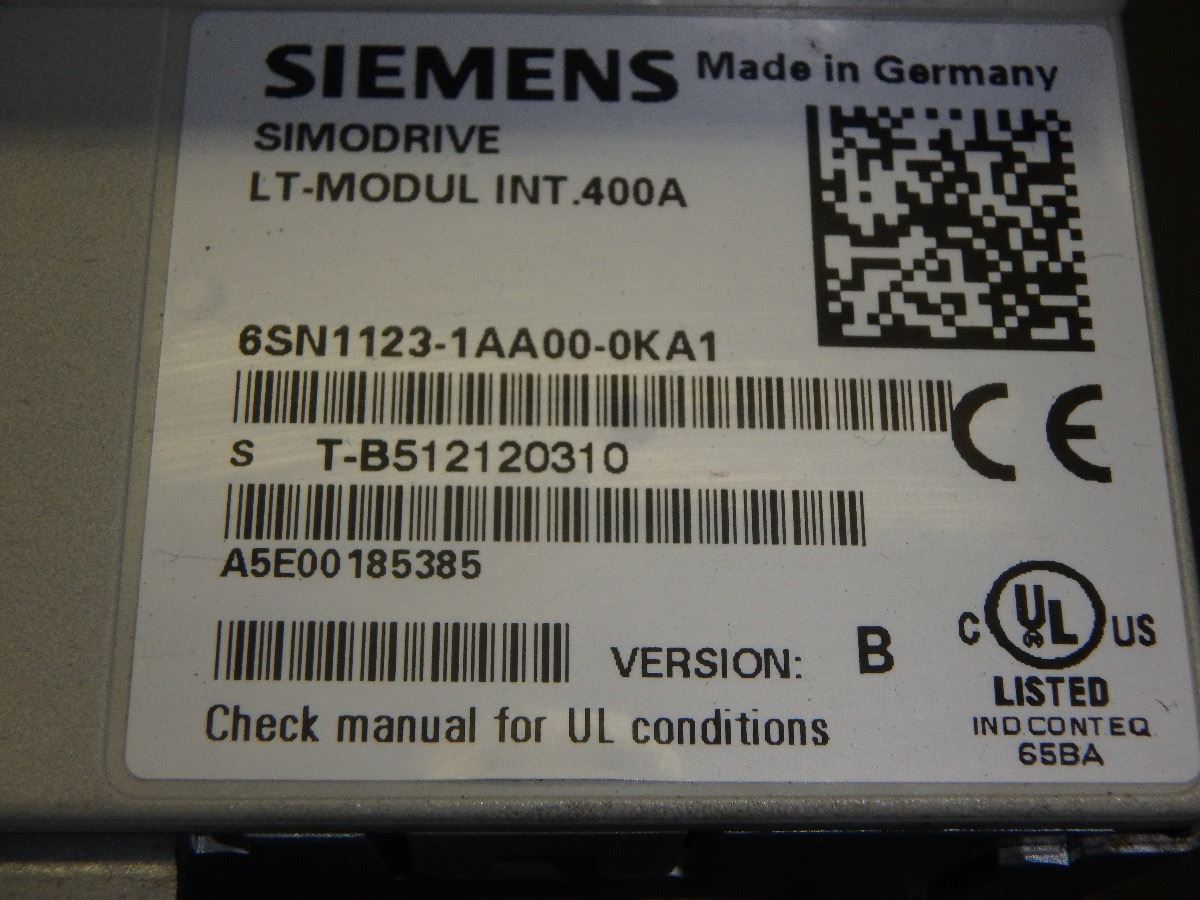 SIEMENS Made in Germany
SIMODRIVE
LT-MODUL INT.400A
6SN1123-1AA00-0KA1
CE
S T-B512120310
A5E00185385
VERSION: B
C UL US
LISTED
IND.CONT.EQ
65BA
Check manual for UL conditions